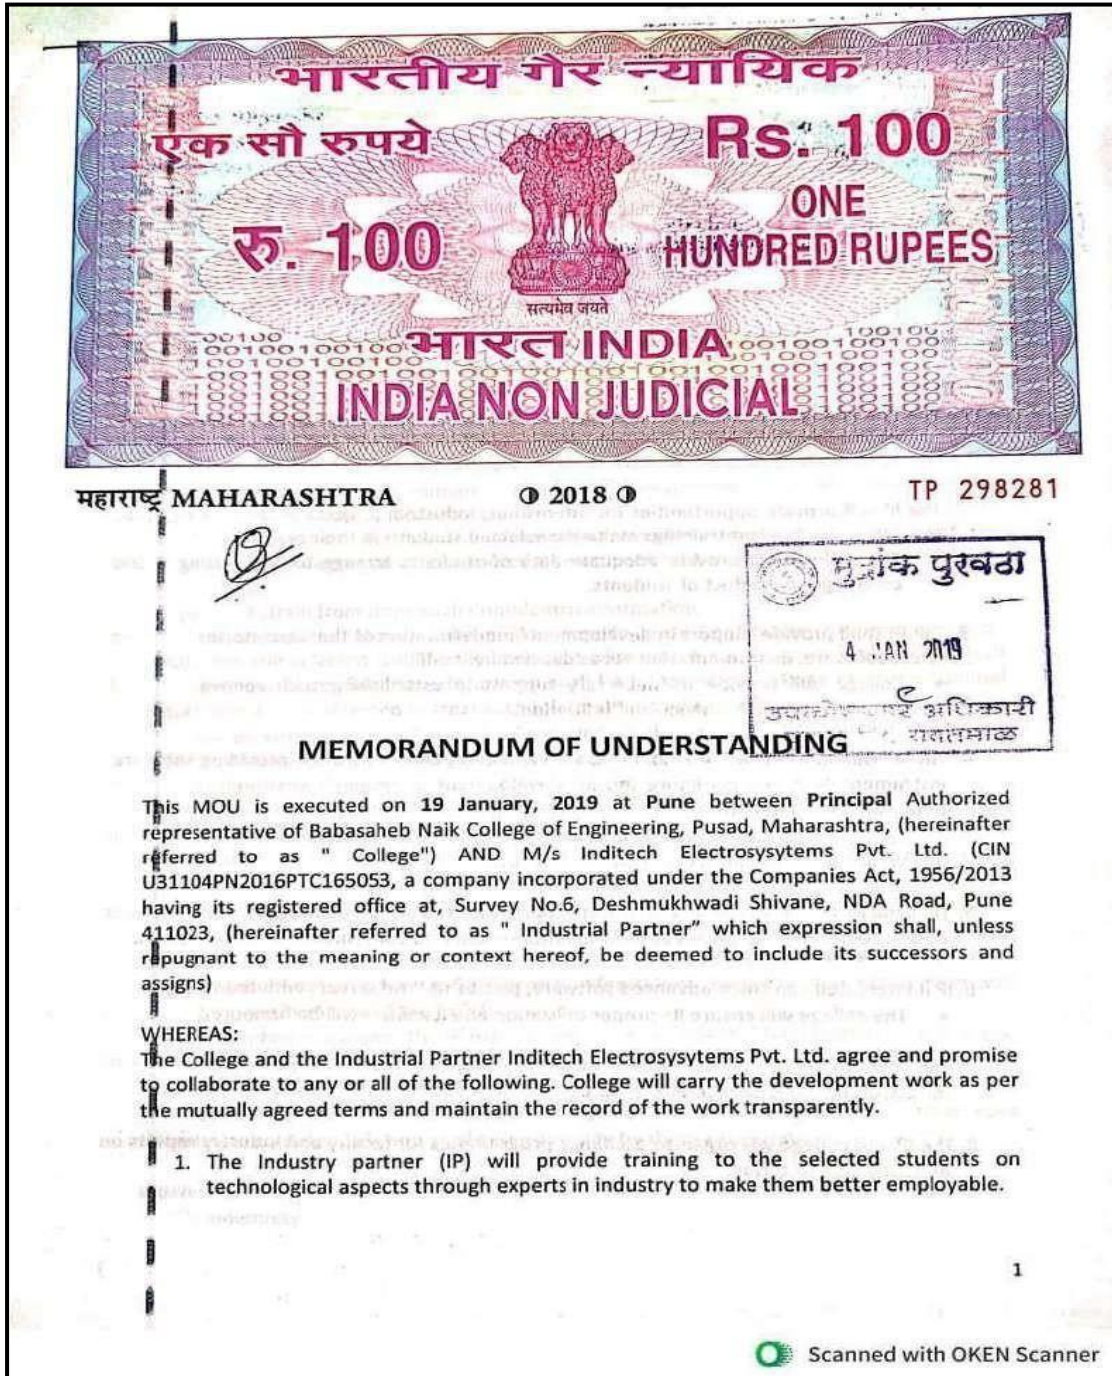 भारतीय गैर न्यायिक
एक सौ रुपये
Rs. 100
रु. 100
ONE
HUNDRED RUPEES
सत्यमेव जयते
भारत INDIA
INDIA NON JUDICIAL
महाराष्ट्र MAHARASHTRA
2018
TP 298281
मुद्रांक पुरवठा
4 JAN 2019
अधिकारी
MEMORANDUM OF UNDERSTANDING
This MOU is executed on 19 January, 2019 at Pune between Principal Authorized
representative of Babasaheb Naik College of Engineering, Pusad, Maharashtra, (hereinafter
referred to as " College") AND M/s Inditech Electrosysytems Pvt. Ltd. (CIN
U31104PN2016PTC165053, a company incorporated under the Companies Act, 1956/2013
having its registered office at, Survey No.6, Deshmukhwadi Shivane, NDA Road, Pune
411023, (hereinafter referred to as " Industrial Partner" which expression shall, unless
repugnant to the meaning or context hereof, be deemed to include its successors and
assigns)
WHEREAS:
The College and the Industrial Partner Inditech Electrosysytems Pvt. Ltd. agree and promise
to collaborate to any or all of the following. College will carry the development work as per
the mutually agreed terms and maintain the record of the work transparently.
1. The Industry partner (IP) will provide training to the selected students on
technological aspects through experts in industry to make them better employable.
1
Scanned with OKEN Scanner